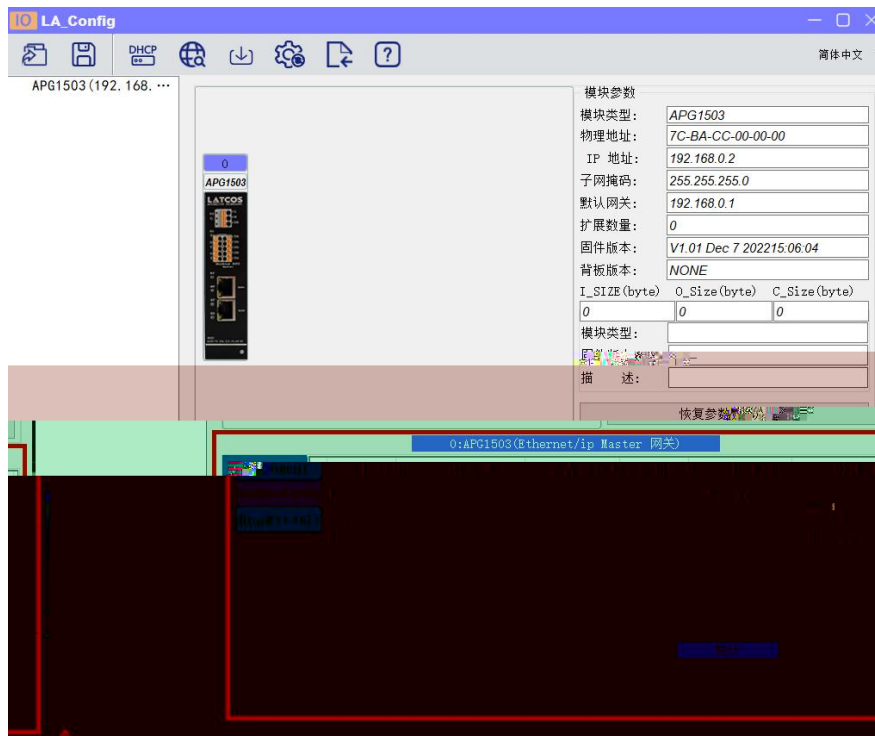 IO LA_Config
DHCP
简体中文
APG1503(192.168.…
0
APG1503
LATCOS
模块参数
模块类型: APG1503
物理地址: 7C-BA-CC-00-00-00
IP 地址: 192.168.0.2
子网掩码: 255.255.255.0
默认网关: 192.168.0.1
扩展数量: 0
固件版本: V1.01 Dec 7 202215:06:04
背板版本: NONE
I_SIZE(byte) O_Size(byte) C_Size(byte)
0 0 0
模块类型:
描 述:
恢复参数
0:APG1503(Ethernet/ip Master 网关)